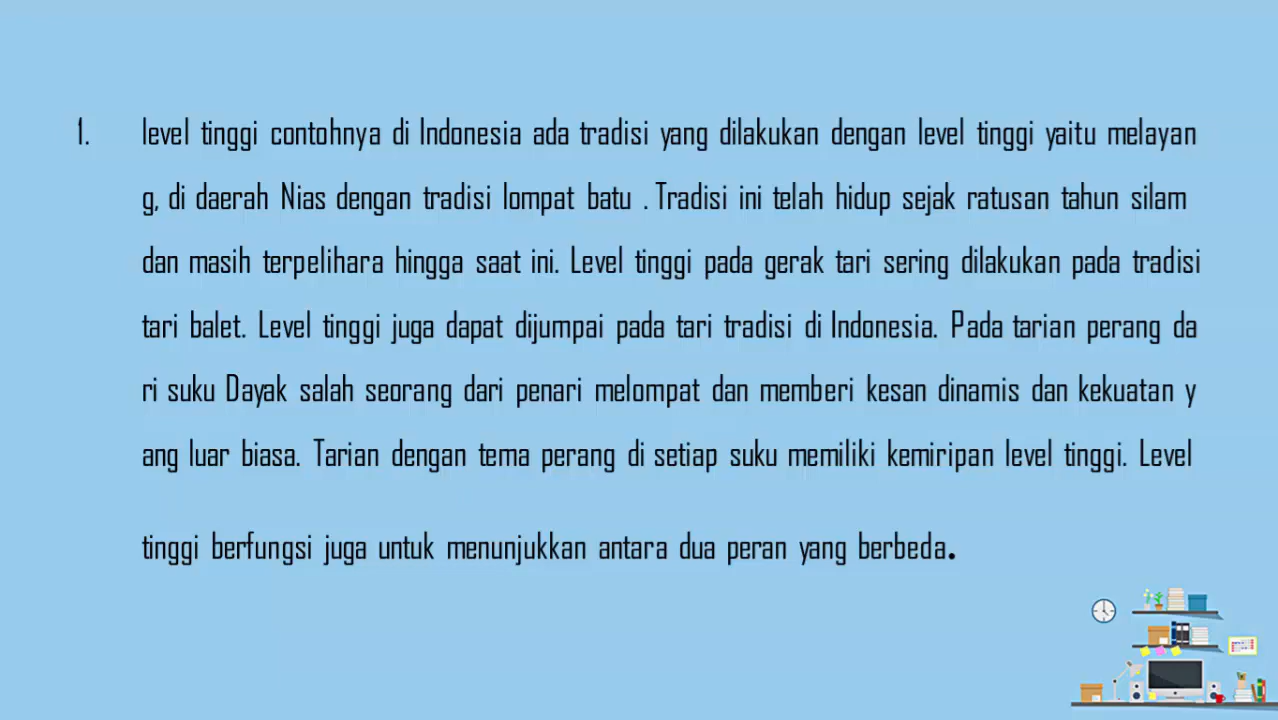 1. level tinggi contohnya di Indonesia ada tradisi yang dilakukan dengan level tinggi yaitu melayan
g, di daerah Nias dengan tradisi lompat batu . Tradisi ini telah hidup sejak ratusan tahun silam
dan masih terpelihara hingga saat ini. Level tinggi pada gerak tari sering dilakukan pada tradisi
tari balet. Level tinggi juga dapat dijumpai pada tari tradisi di Indonesia. Pada tarian perang da
ri suku Dayak salah seorang dari penari melompat dan memberi kesan dinamis dan kekuatan y
ang luar biasa. Tarian dengan tema perang di setiap suku memiliki kemiripan level tinggi. Level
tinggi berfungsi juga untuk menunjukkan antara dua peran yang berbeda.